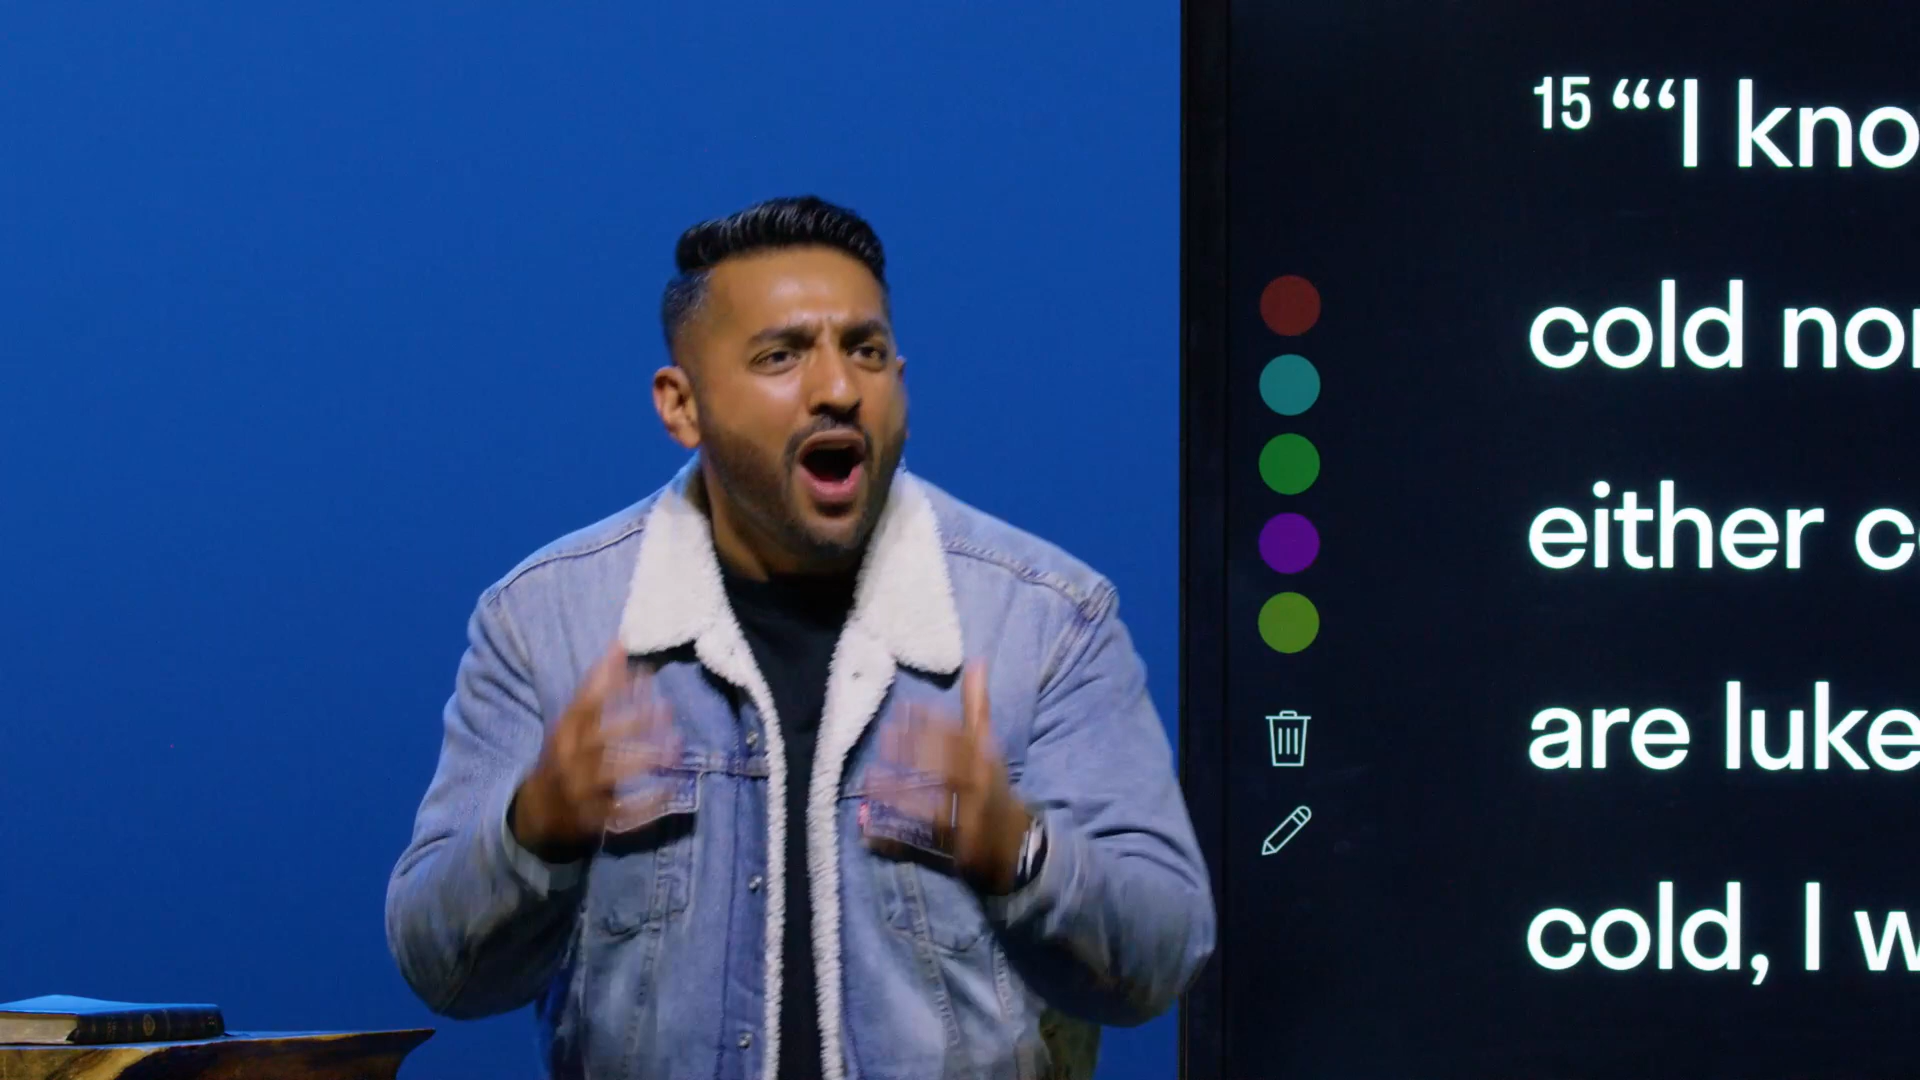 15 “‘I kno
cold nor
either c
are luke
cold, I w